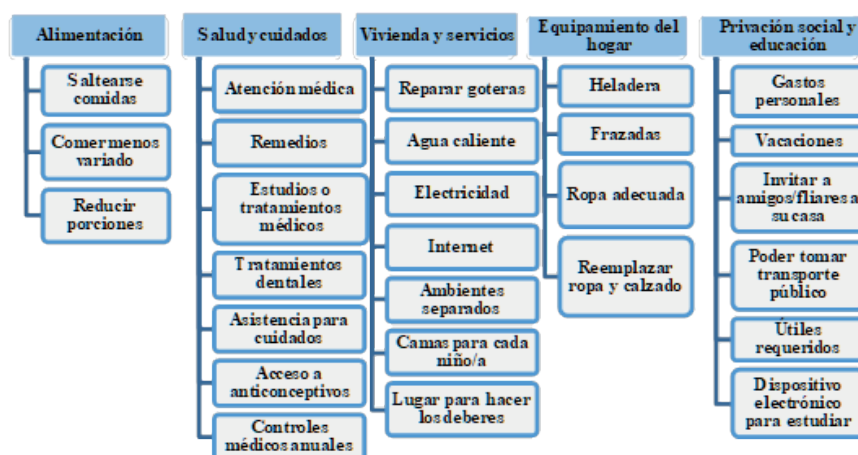 Alimentación
Saltearse
comidas
Comer menos
variado
Reducir
porciones
Salud y cuidados
Atención médica
Remedios
Estudios o
tratamientos
médicos
Tratamientos
dentales
Asistencia para
cuidados
Acceso a
anticonceptivos
Controles
médicos anuales
Vivienda y servicios
Reparar goteras
Agua caliente
Electricidad
Internet
Ambientes
separados
Camas para cada
niño/a
Lugar para hacer
los deberes
Equipamiento del
hogar
Heladera
Frazadas
Ropa adecuada
Reemplazar
ropa y calzado
Privación social y
educación
Gastos
personales
Vacaciones
Invitar a
amigos/fliares a
su casa
Poder tomar
transporte
público
Útiles
requeridos
Dispositivo
electrónico
para estudiar